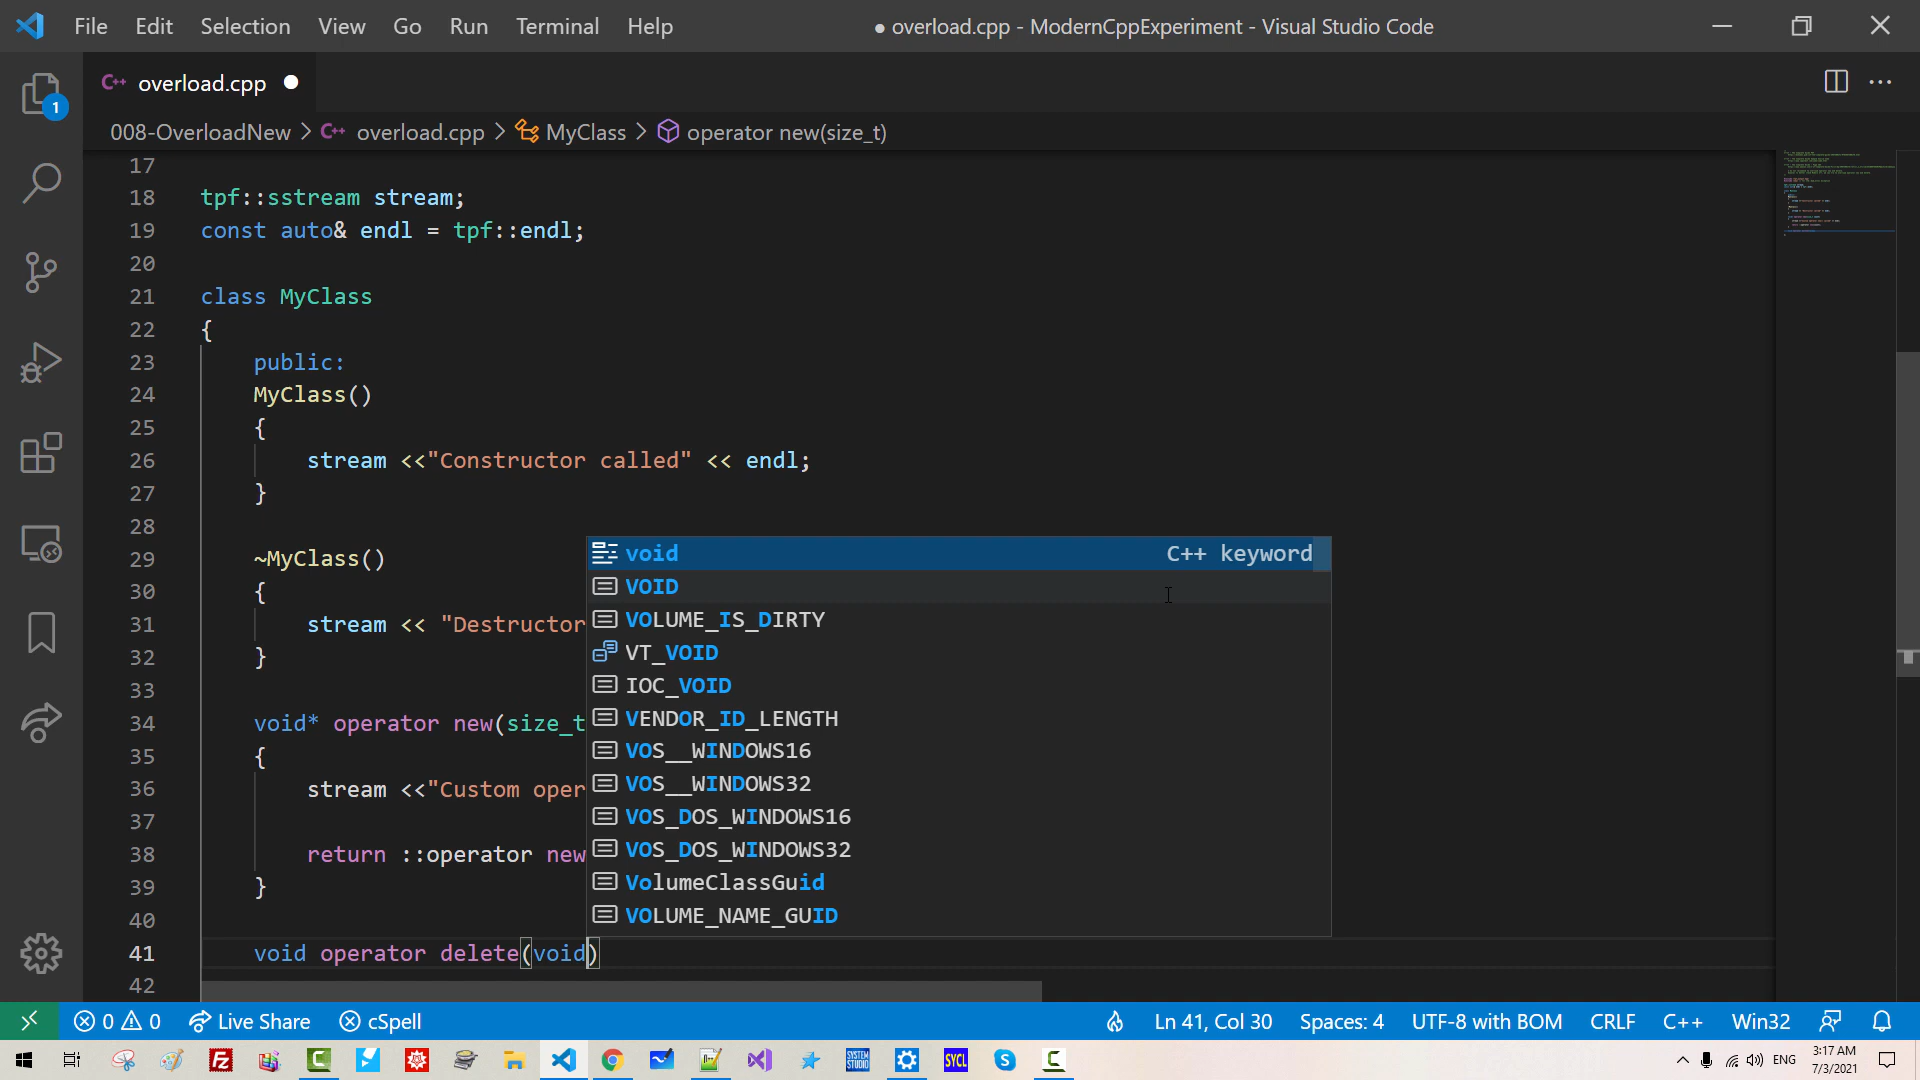 File Edit Selection View Go Run Terminal Help ● overload.cpp - ModernCppExperiment - Visual Studio Code
1
C++ overload.cpp ●
008-OverloadNew > C++ overload.cpp > MyClass > operator new(size_t)
17
18 tpf::sstream stream;
19 const auto& endl = tpf::endl;
20
21 class MyClass
22 {
23 public:
24 MyClass()
25 {
26 stream <<"Constructor called" << endl;
27 }
28
29 ~MyClass()
30 {
31 stream << "Destructor
32 }
33
34 void* operator new(size_t
35 {
36 stream <<"Custom oper
37
38 return ::operator new
39 }
40
41 void operator delete(void)
42
void C++ keyword
VOID
VOLUME_IS_DIRTY
VT_VOID
IOC_VOID
VENDOR_ID_LENGTH
VOS__WINDOWS16
VOS__WINDOWS32
VOS_DOS_WINDOWS16
VOS_DOS_WINDOWS32
VolumeClassGuid
VOLUME_NAME_GUID
0 0 Live Share cSpell Ln 41, Col 30 Spaces: 4 UTF-8 with BOM CRLF C++ Win32
SYSTEM STUDIO SYCL ENG 3:17 AM
7/3/2021